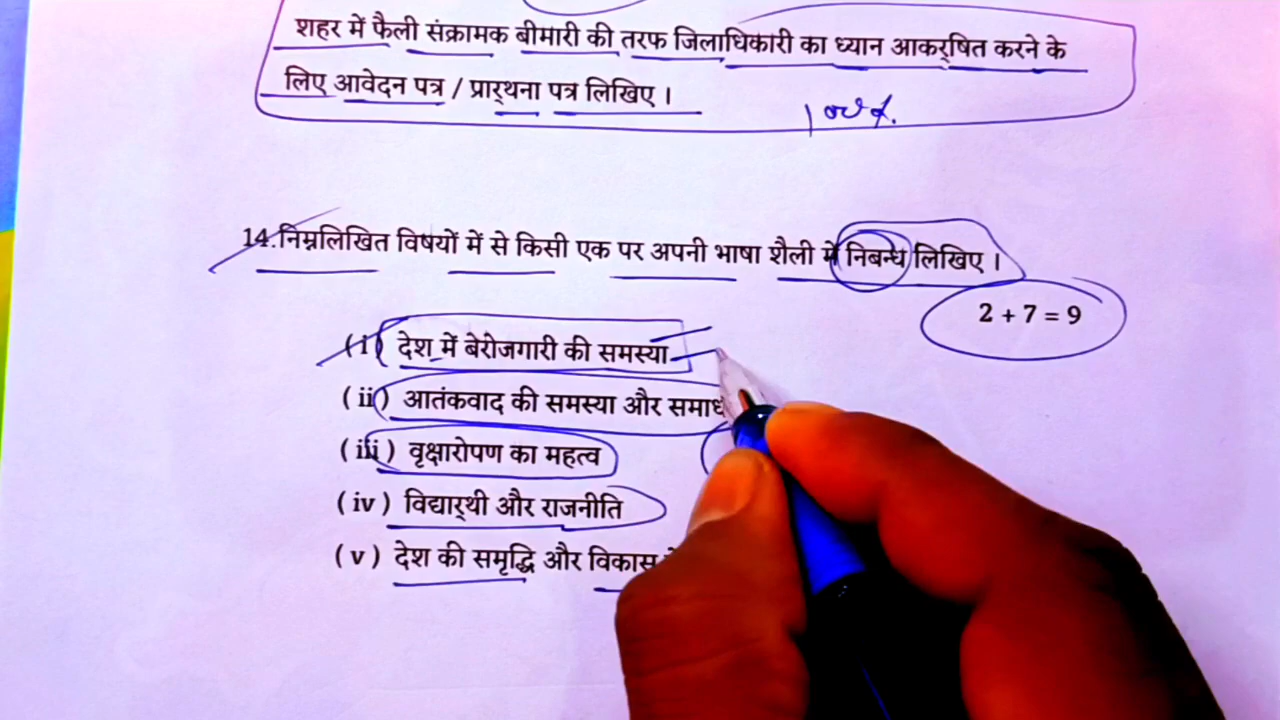 शहर में फैली संक्रामक बीमारी की तरफ जिलाधिकारी का ध्यान आकर्षित करने के
लिए आवेदन पत्र / प्रार्थना पत्र लिखिए ।
14.निम्नलिखित विषयों में से किसी एक पर अपनी भाषा शैली में निबन्ध लिखिए ।
2 + 7 = 9
(i) देश में बेरोजगारी की समस्या
(ii) आतंकवाद की समस्या और
(iii) वृक्षारोपण का महत्व
(iv) विद्यार्थी और राजनीति
(v) देश की समृद्धि और विकास